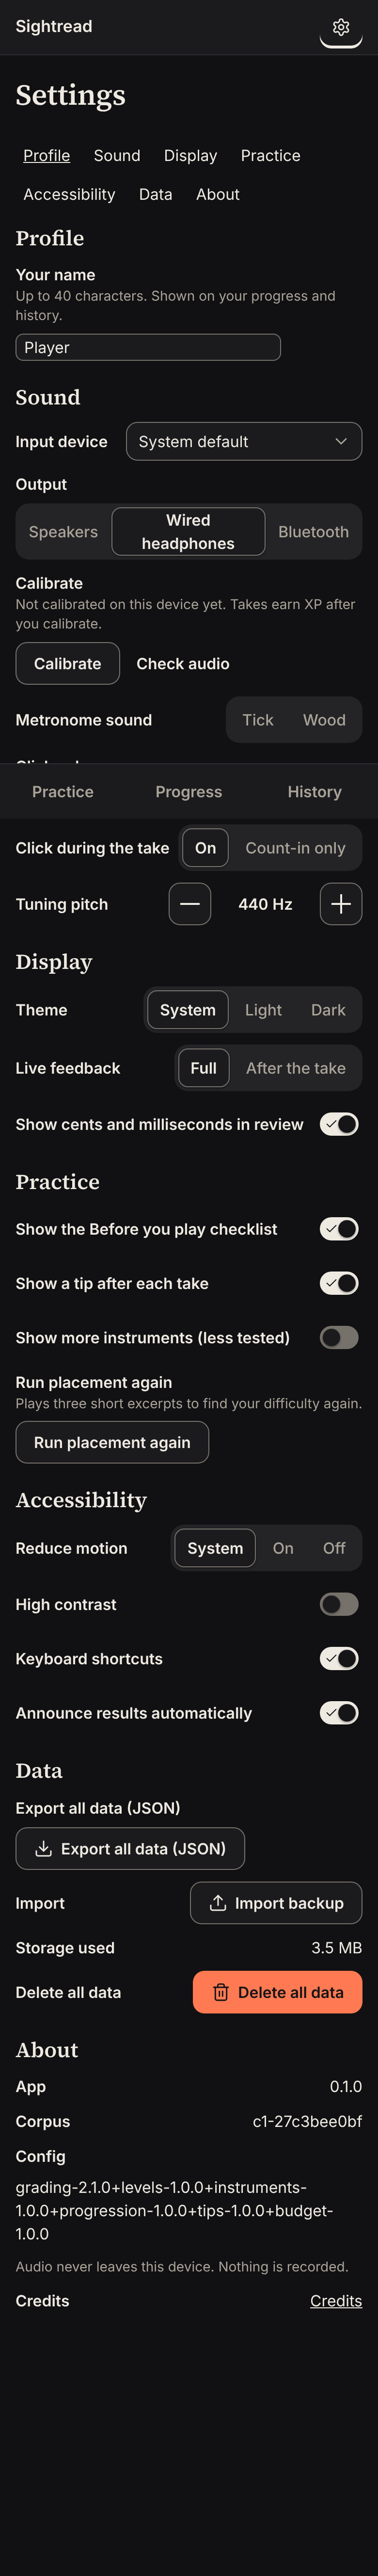 Sightread
Settings
Profile Sound Display Practice
Accessibility Data About
Profile
Your name
Up to 40 characters. Shown on your progress and
history.
Player
Sound
Input device System default
Output
Speakers Wired headphones Bluetooth
Calibrate
Not calibrated on this device yet. Takes earn XP after
you calibrate.
Calibrate Check audio
Metronome sound Tick Wood
Practice Progress History
Click during the take On Count-in only
Tuning pitch 440 Hz
Display
Theme System Light Dark
Live feedback Full After the take
Show cents and milliseconds in review
Practice
Show the Before you play checklist
Show a tip after each take
Show more instruments (less tested)
Run placement again
Plays three short excerpts to find your difficulty again.
Run placement again
Accessibility
Reduce motion System On Off
High contrast
Keyboard shortcuts
Announce results automatically
Data
Export all data (JSON)
Export all data (JSON)
Import Import backup
Storage used 3.5 MB
Delete all data Delete all data
About
App 0.1.0
Corpus c1-27c3bee0bf
Config
grading-2.1.0+levels-1.0.0+instruments-
1.0.0+progression-1.0.0+tips-1.0.0+budget-
1.0.0
Audio never leaves this device. Nothing is recorded.
Credits Credits